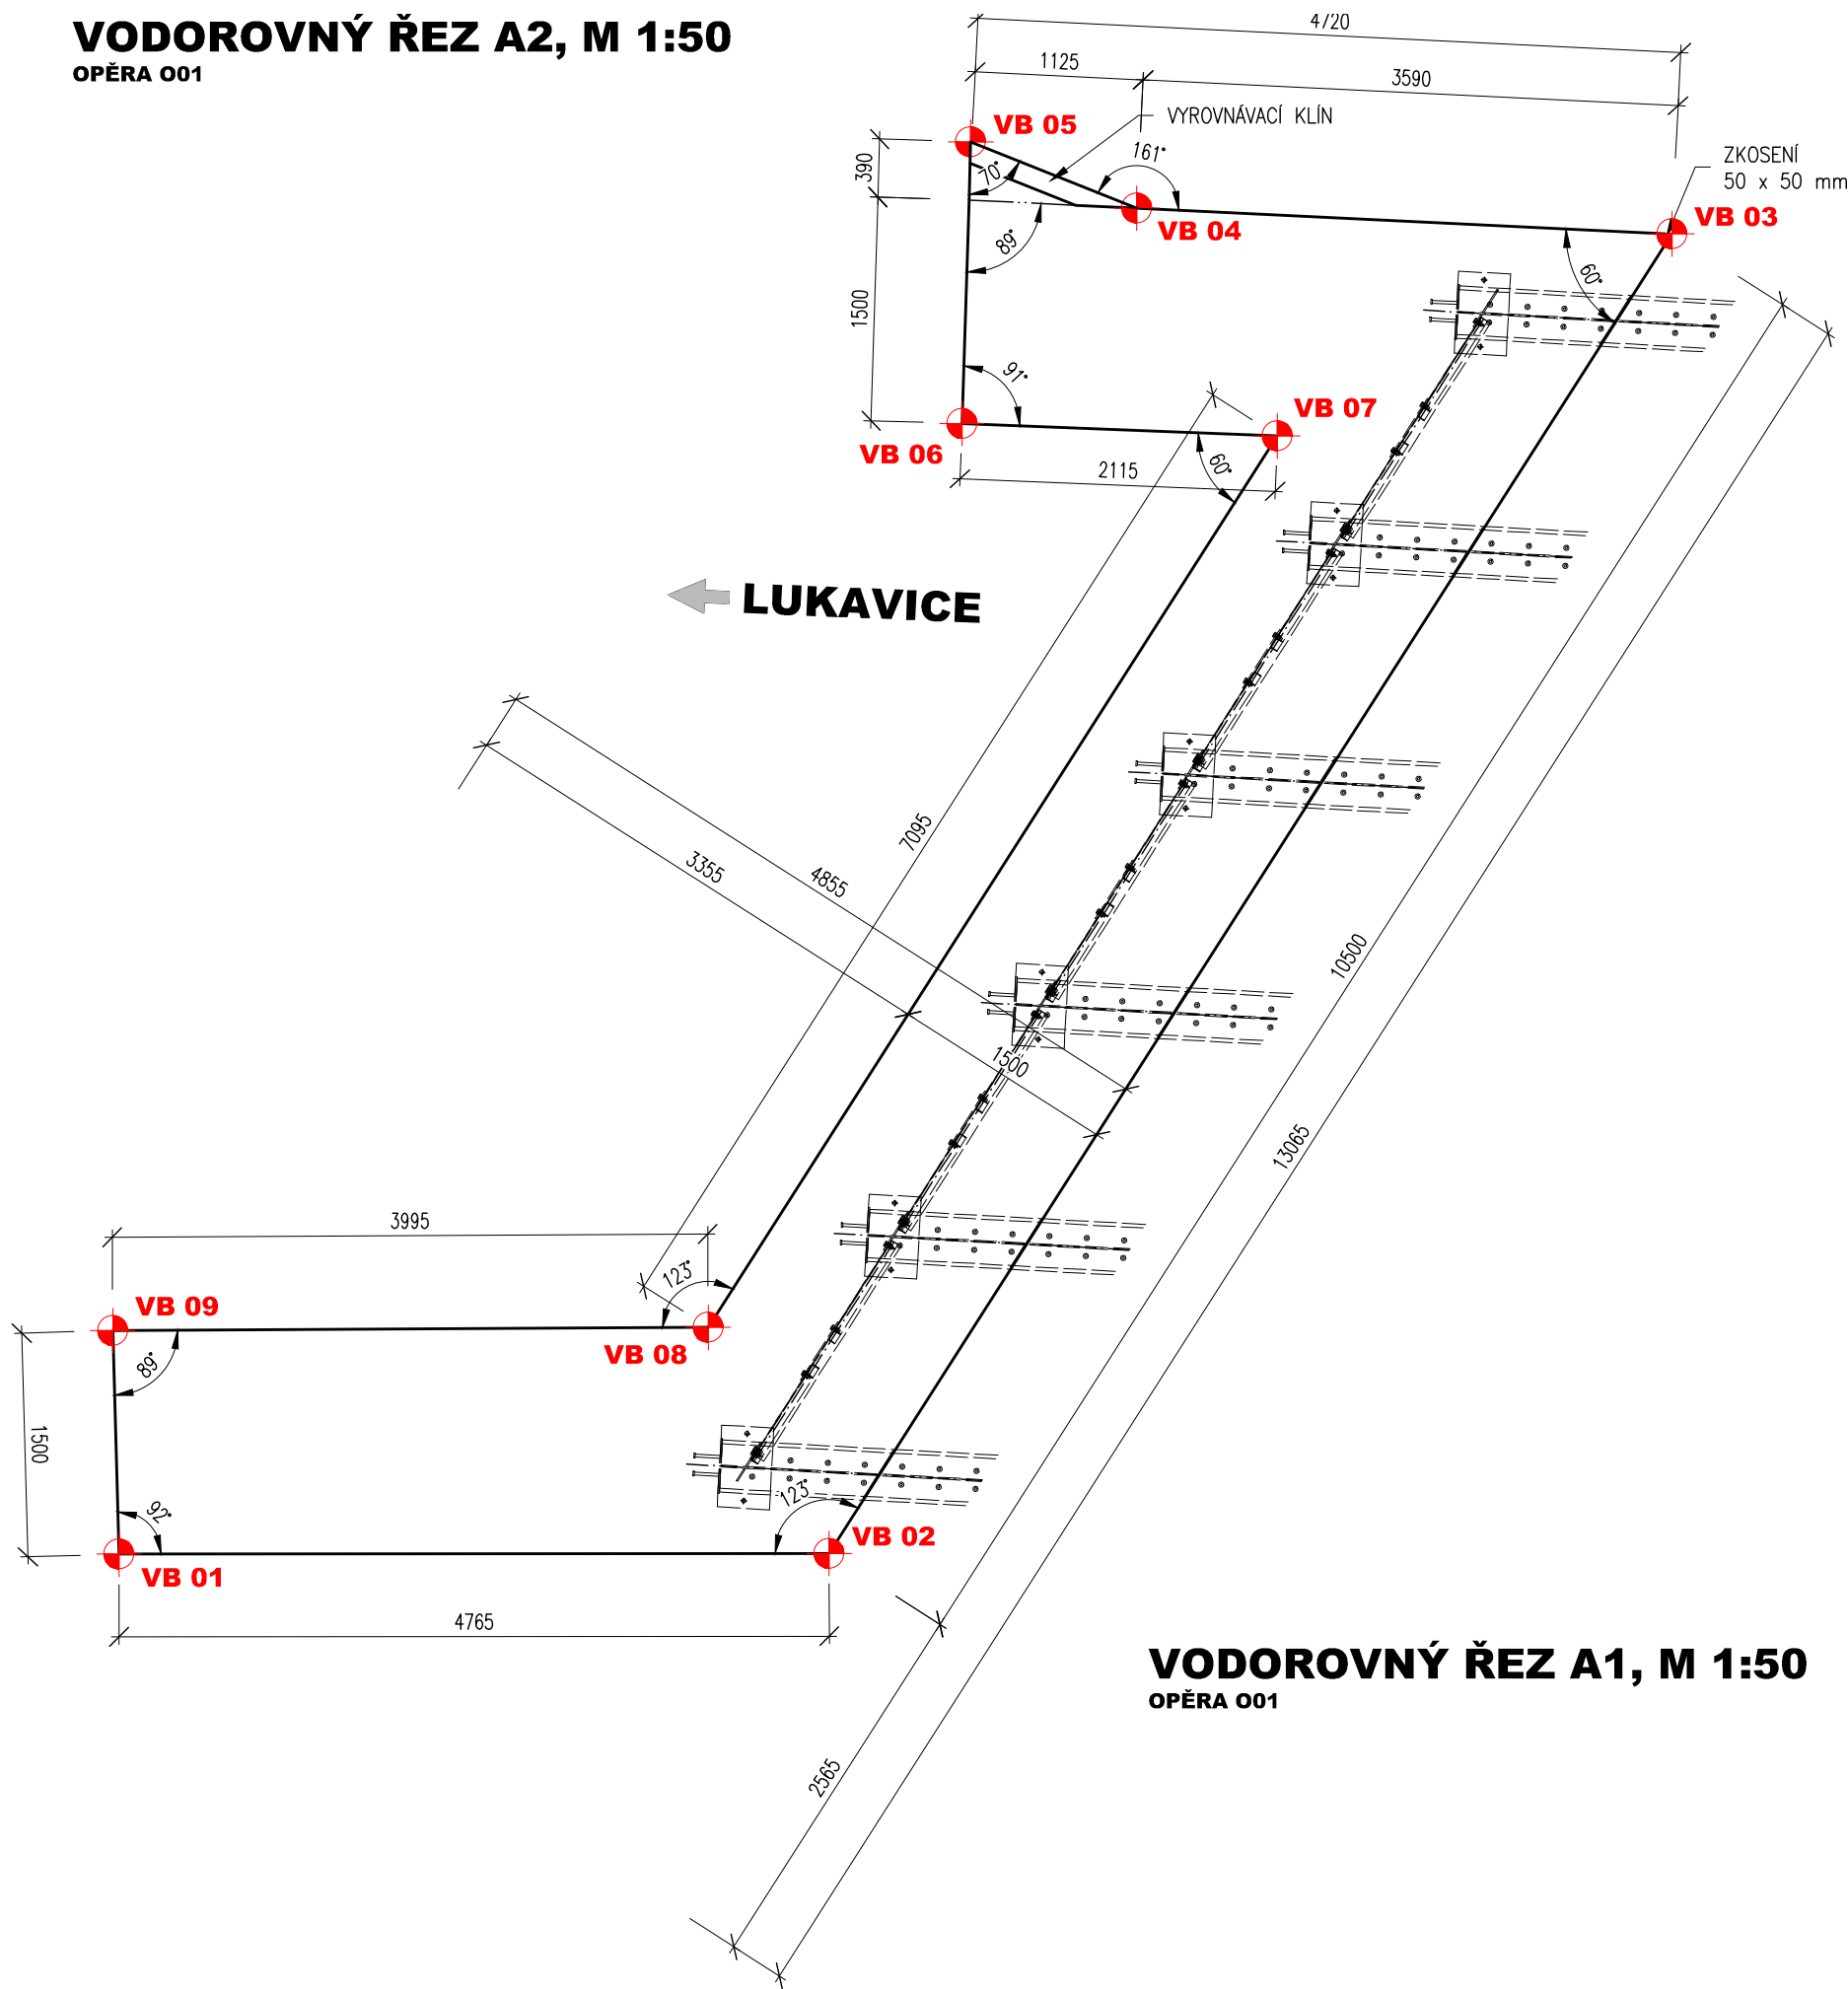 VODOROVNÝ ŘEZ A2, M 1:50
OPĚRA O01
4720
1125
3590
VB 05
VYROVNÁVACÍ KLÍN
161°
390
70°
ZKOSENÍ
50 x 50 mm
VB 03
VB 04
89°
60°
1500
91°
VB 07
VB 06
60°
2115
LUKAVICE
7095
3355
4855
10500
1500
13065
3995
123°
VB 09
VB 08
89°
1500
92°
123°
VB 02
VB 01
4765
VODOROVNÝ ŘEZ A1, M 1:50
OPĚRA O01
2565